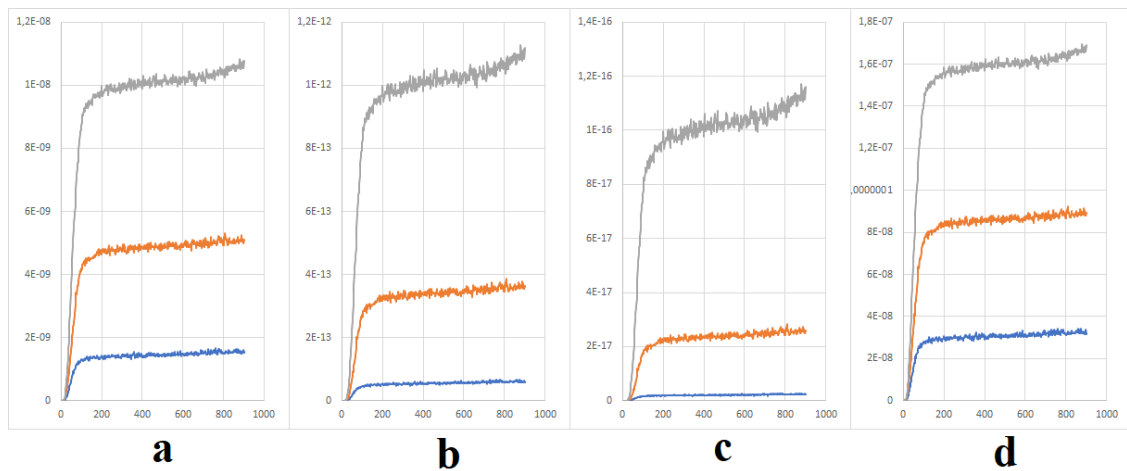 1,2E-08
1E-08
8E-09
6E-09
4E-09
2E-09
0
0 200 400 600 800 1000
a
1,2E-12
1E-12
8E-13
6E-13
4E-13
2E-13
0
0 200 400 600 800 1000
b
1,4E-16
1,2E-16
1E-16
8E-17
6E-17
4E-17
2E-17
0
0 200 400 600 800 1000
c
1,8E-07
1,6E-07
1,4E-07
1,2E-07
,0000001
8E-08
6E-08
4E-08
2E-08
0
0 200 400 600 800 1000
d